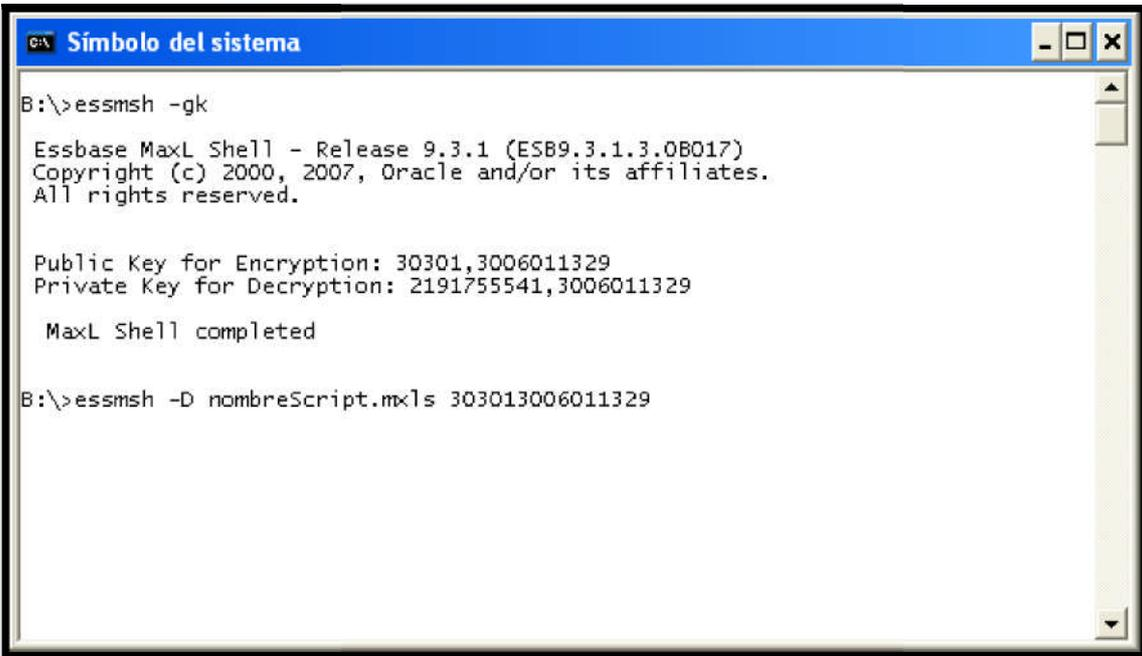 Símbolo del sistema
B:\>essmsh -gk
Essbase MaxL Shell - Release 9.3.1 (ESB9.3.1.3.0B017)
Copyright (c) 2000, 2007, Oracle and/or its affiliates.
All rights reserved.
Public Key for Encryption: 30301,3006011329
Private Key for Decryption: 2191755541,3006011329
MaxL Shell completed
B:\>essmsh -D nombreScript.mxls 303013006011329